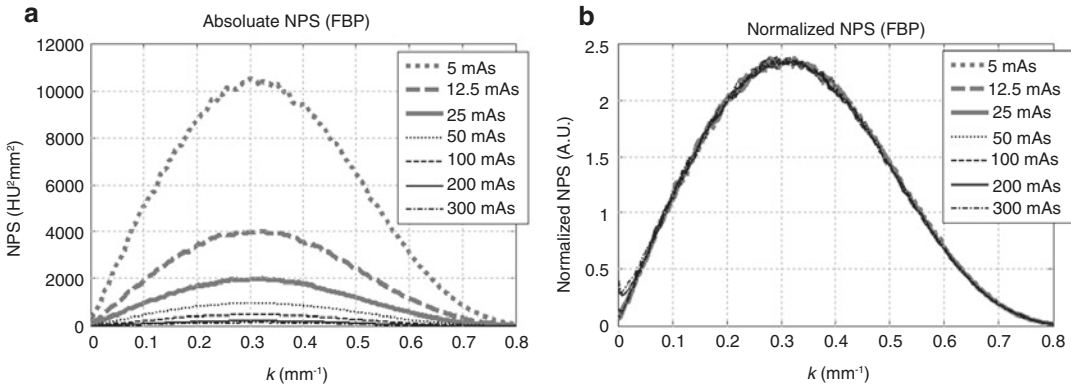 a
Absoluate NPS (FBP)
12000
10000
8000
6000
4000
2000
0
NPS (HU²mm²)
0 0.1 0.2 0.3 0.4 0.5 0.6 0.7 0.8
k (mm⁻¹)
5 mAs
12.5 mAs
25 mAs
50 mAs
100 mAs
200 mAs
300 mAs
b
Normalized NPS (FBP)
2.5
2
1.5
1
0.5
0
Normalized NPS (A.U.)
0 0.1 0.2 0.3 0.4 0.5 0.6 0.7 0.8
k (mm⁻¹)
5 mAs
12.5 mAs
25 mAs
50 mAs
100 mAs
200 mAs
300 mAs